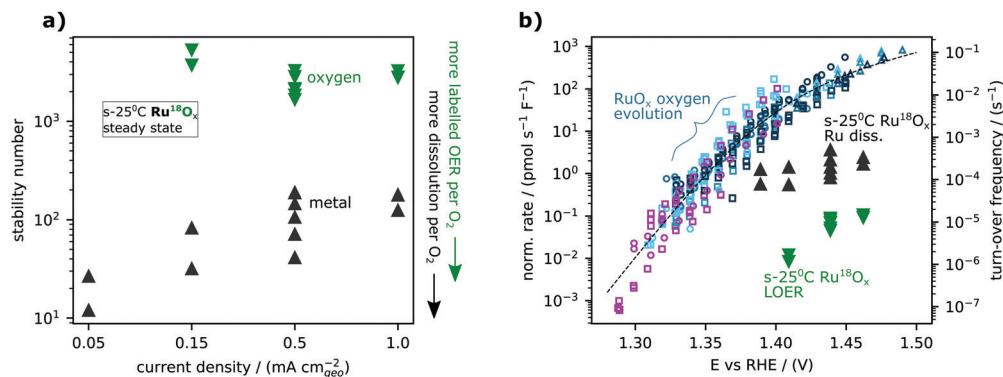 a)
stability number
10³
10²
10¹
0.05
0.15
0.5
1.0
current density / (mA cm⁻²geo)
s-25⁰C Ru¹⁸Oₓ
steady state
oxygen
metal
more labelled OER per O₂
more dissolution per O₂
b)
norm. rate / (pmol s⁻¹ F⁻¹)
10³
10²
10¹
10⁰
10⁻¹
10⁻²
10⁻³
1.30
1.35
1.40
1.45
1.50
E vs RHE / (V)
RuOₓ oxygen
evolution
s-25⁰C Ru¹⁸Oₓ
Ru diss.
s-25⁰C Ru¹⁸Oₓ
LOER
10⁻¹
10⁻²
10⁻³
10⁻⁴
10⁻⁵
10⁻⁶
10⁻⁷
turn-over frequency / (s⁻¹)